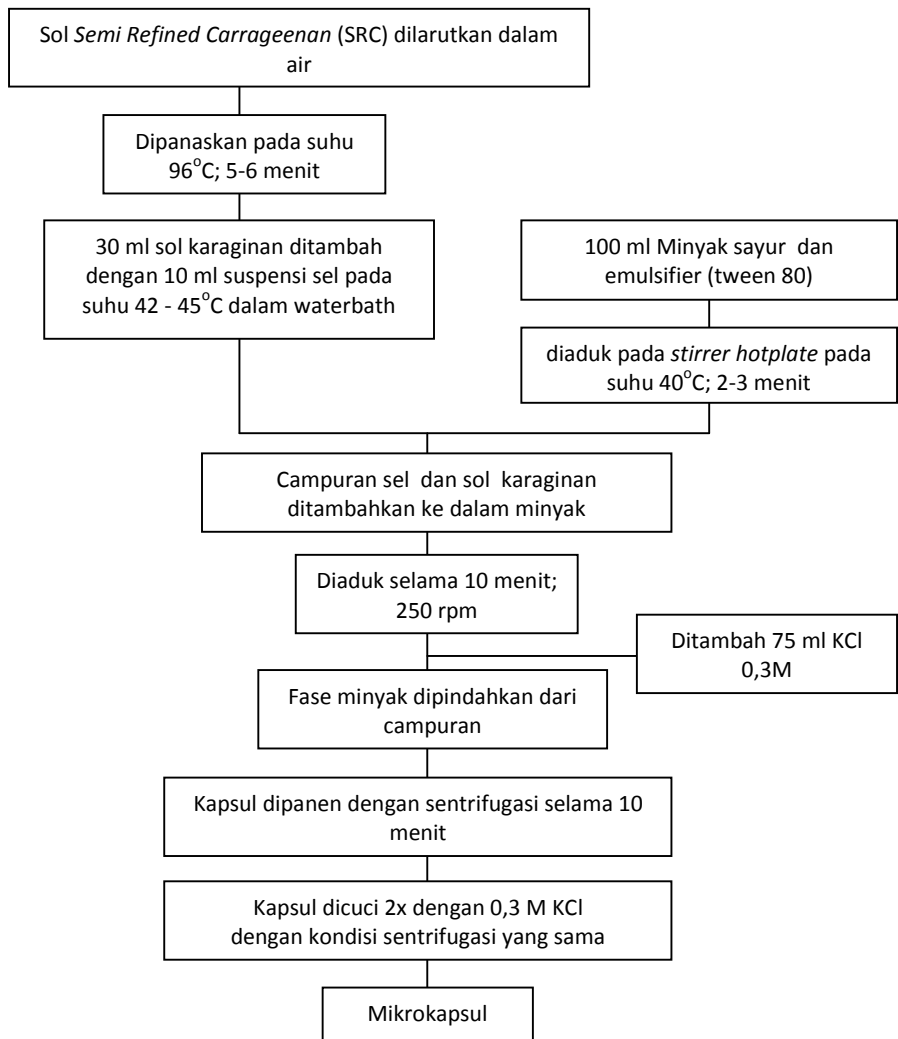 Sol Semi Refined Carrageenan (SRC) dilarutkan dalam
air
Dipanaskan pada suhu
96°C; 5-6 menit
30 ml sol karaginan ditambah
dengan 10 ml suspensi sel pada
suhu 42 - 45°C dalam waterbath
100 ml Minyak sayur dan
emulsifier (tween 80)
diaduk pada stirrer hotplate pada
suhu 40°C; 2-3 menit
Campuran sel dan sol karaginan
ditambahkan ke dalam minyak
Diaduk selama 10 menit;
250 rpm
Ditambah 75 ml KCl
0,3M
Fase minyak dipindahkan dari
campuran
Kapsul dipanen dengan sentrifugasi selama 10
menit
Kapsul dicuci 2x dengan 0,3 M KCl
dengan kondisi sentrifugasi yang sama
Mikrokapsul